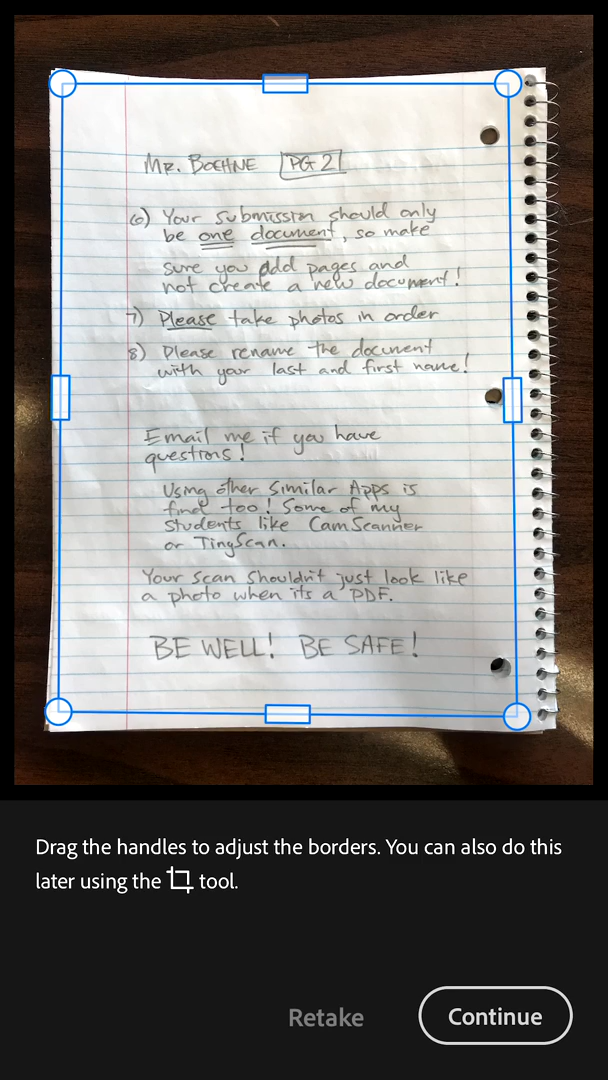 Mr. Boehne PG 2
6) Your submission should only
be one document, so make
sure you add pages and
not create a new document!
7) Please take photos in order
8) Please rename the document
with your last and first name!
Email me if you have
questions!
Using other similar Apps is
fine too! Some of my
students like CamScanner
or TinyScan.
Your scan shouldn't just look like
a photo when its a PDF.
BE WELL! BE SAFE!
Drag the handles to adjust the borders. You can also do this
later using the tool.
Retake Continue